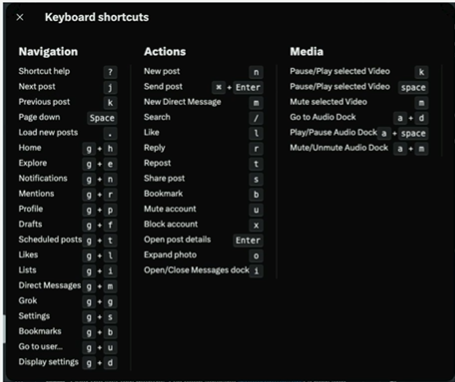 × Keyboard shortcuts
Navigation
Shortcut help ?
Next post j
Previous post k
Page down Space
Load new posts .
Home g + h
Explore g + e
Notifications g + n
Mentions g + r
Profile g + p
Drafts g + f
Scheduled posts g + t
Likes g + l
Lists g + i
Direct Messages g + m
Grok g + g
Settings g + s
Bookmarks g + b
Go to user... g + u
Display settings g + d
Actions
New post n
Send post ⌘ + Enter
New Direct Message m
Search /
Like l
Reply r
Repost t
Share post s
Bookmark b
Mute account u
Block account x
Open post details Enter
Expand photo o
Open/Close Messages dock i
Media
Pause/Play selected Video k
Pause/Play selected Video space
Mute selected Video m
Go to Audio Dock a + d
Play/Pause Audio Dock a + space
Mute/Unmute Audio Dock a + m